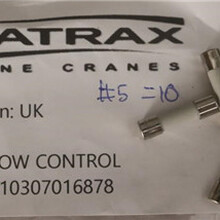 ATRAX
NE CRANES
#5 = 10
n: UK
OW CONTROL
10307016878